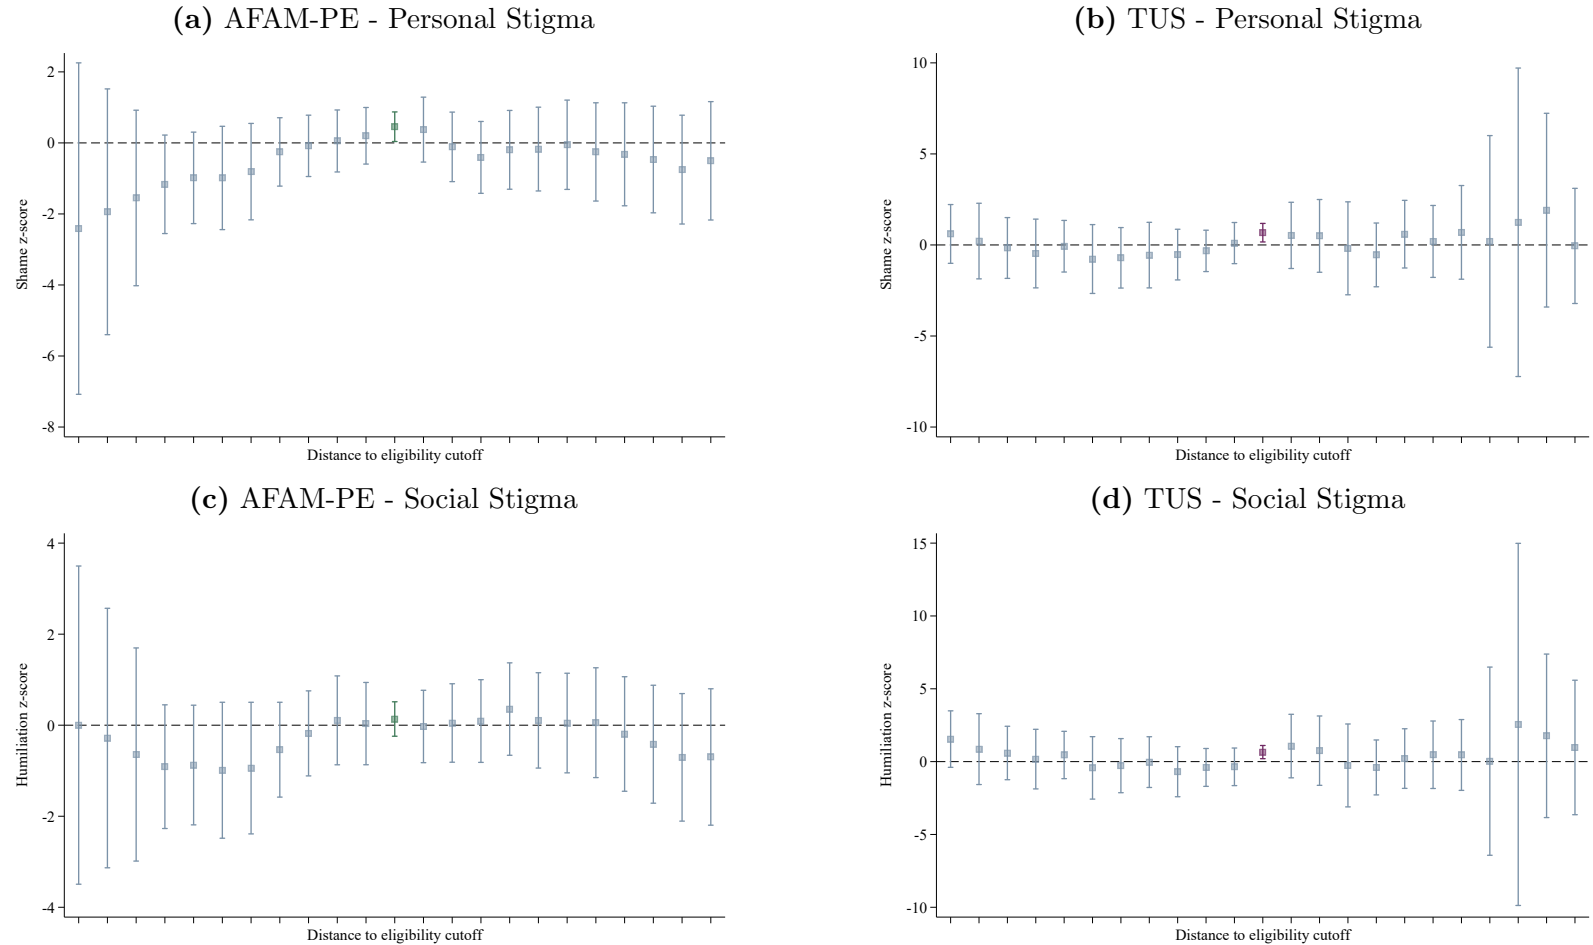 (a) AFAM-PE - Personal Stigma
Shame z-score
2
0
-2
-4
-6
-8
Distance to eligibility cutoff
(b) TUS - Personal Stigma
Shame z-score
10
5
0
-5
-10
Distance to eligibility cutoff
(c) AFAM-PE - Social Stigma
Humiliation z-score
4
2
0
-2
-4
Distance to eligibility cutoff
(d) TUS - Social Stigma
Humiliation z-score
15
10
5
0
-5
-10
Distance to eligibility cutoff